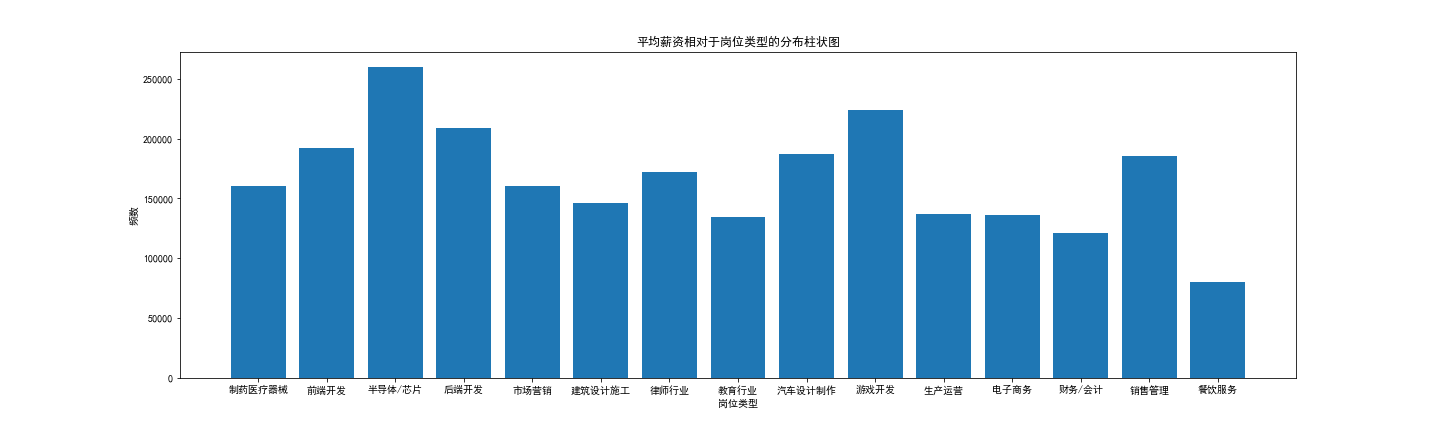 平均薪资相对于岗位类型的分布柱状图
250000
200000
150000
100000
50000
0
频数
制药医疗器械 前端开发 半导体/芯片 后端开发 市场营销 建筑设计施工 律师行业 教育行业 汽车设计制作 游戏开发 生产运营 电子商务 财务/会计 销售管理 餐饮服务
岗位类型